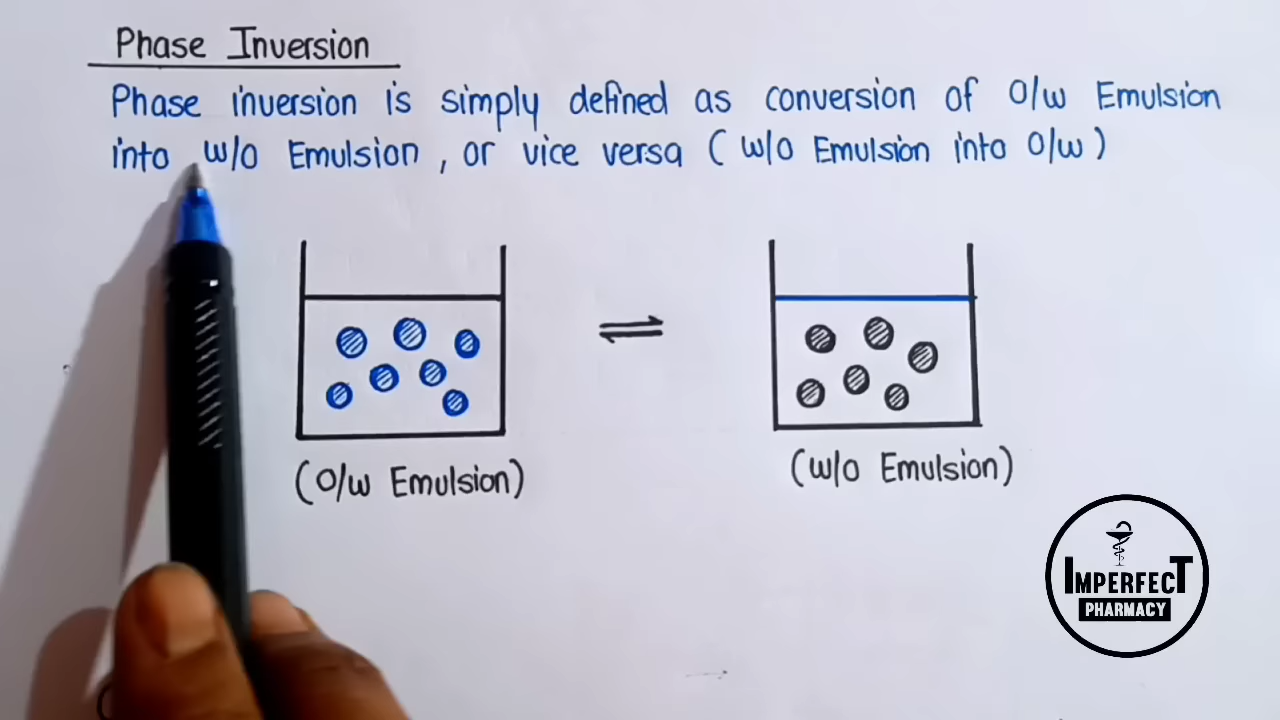 Phase Inversion
Phase inversion is simply defined as conversion of O/w Emulsion
into w/o Emulsion, or vice versa (w/o Emulsion into O/w)
(O/w Emulsion)
(w/o Emulsion)
IMPERFECT
PHARMACY